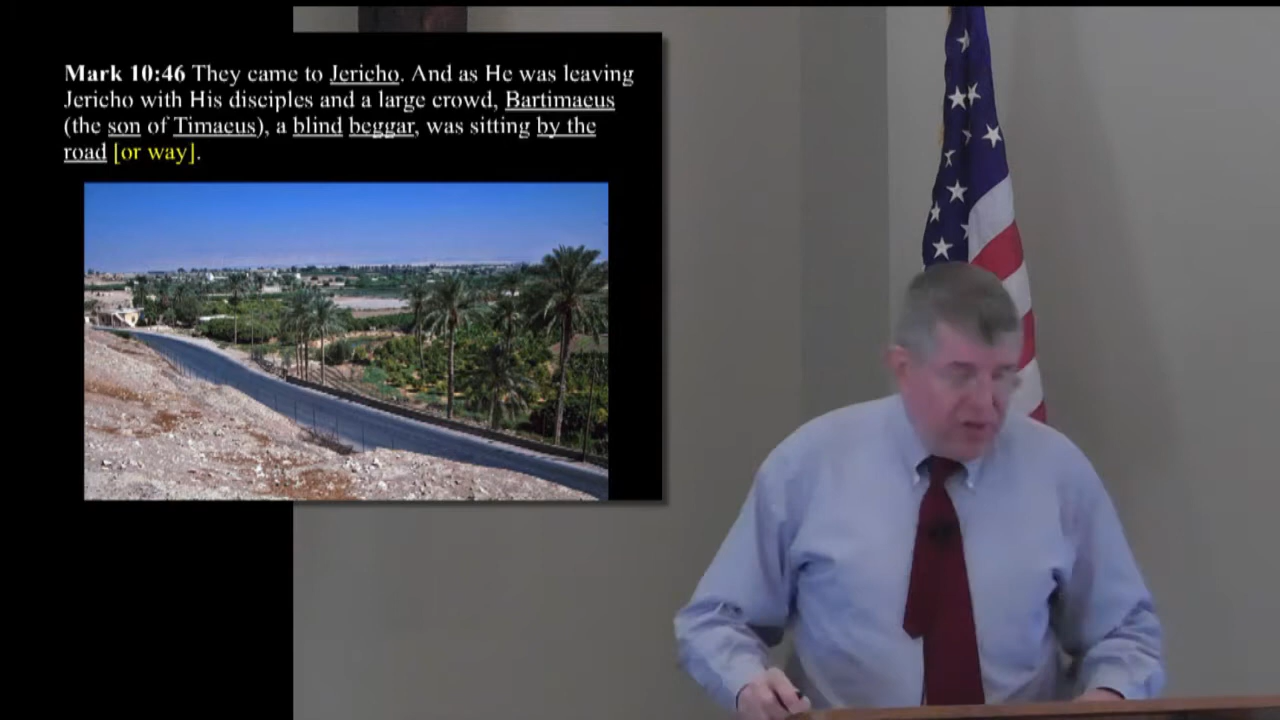 Mark 10:46 They came to Jericho. And as He was leaving
Jericho with His disciples and a large crowd, Bartimaeus
(the son of Timaeus), a blind beggar, was sitting by the
road [or way].